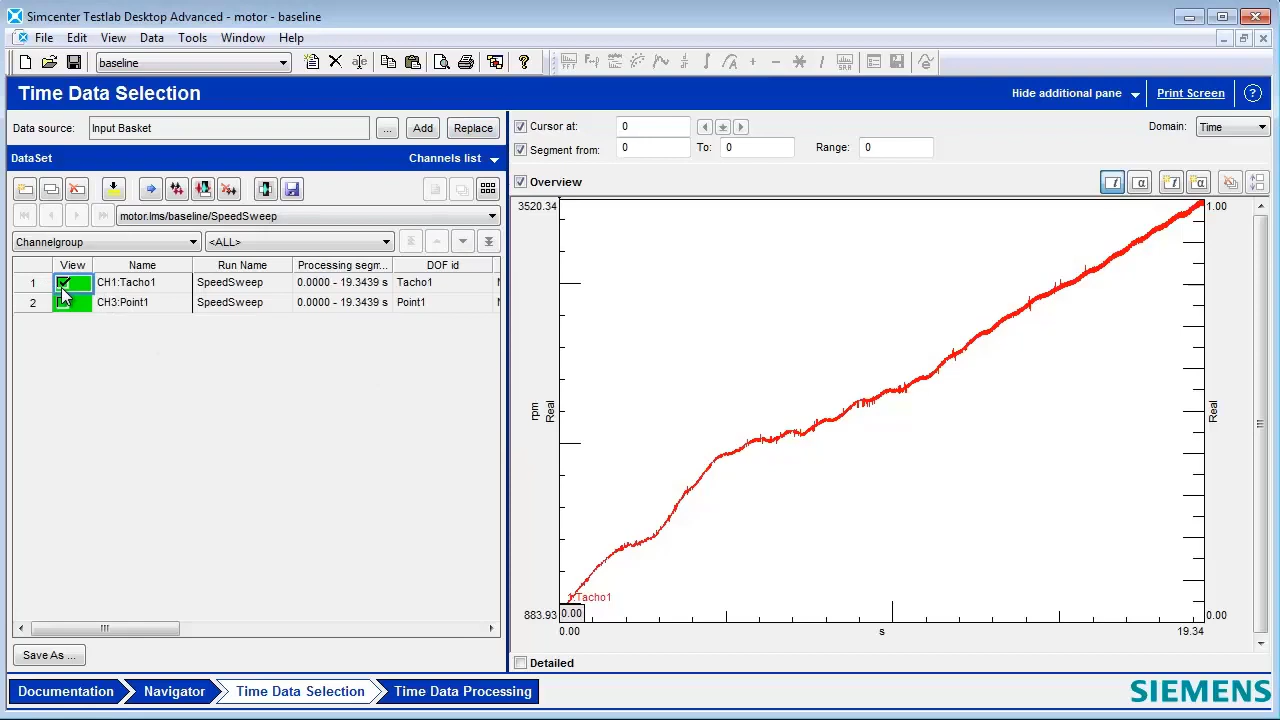 Simcenter Testlab Desktop Advanced - motor - baseline
File Edit View Data Tools Window Help
baseline
Time Data Selection
Hide additional pane
Print Screen
Data source: Input Basket ... Add Replace
DataSet Channels list
motor.lms/baseline/SpeedSweep
Channelgroup <ALL>
View Name Run Name Processing segm... DOF id
1 CH1:Tacho1 SpeedSweep 0.0000 - 19.3439 s Tacho1
2 CH3:Point1 SpeedSweep 0.0000 - 19.3439 s Point1
Save As ...
Cursor at: 0 Domain: Time
Segment from: 0 To: 0 Range: 0
Overview
3520.34 1.00
rpm
Real
Real
1:Tacho1
883.93 0.00 0.00
0.00 s 19.34
Detailed
Documentation Navigator Time Data Selection Time Data Processing
SIEMENS